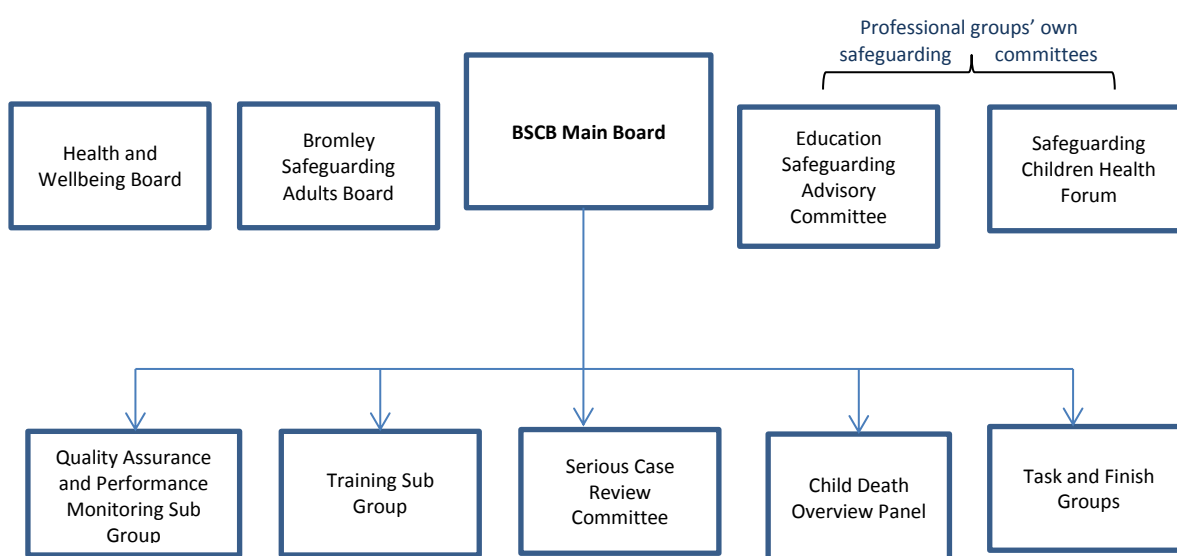 Professional groups’ own
safeguarding committees
Health and
Wellbeing Board
Bromley
Safeguarding
Adults Board
BSCB Main Board
Education
Safeguarding
Advisory
Committee
Safeguarding
Children Health
Forum
Quality Assurance
and Performance
Monitoring Sub
Group
Training Sub
Group
Serious Case
Review
Committee
Child Death
Overview Panel
Task and Finish
Groups